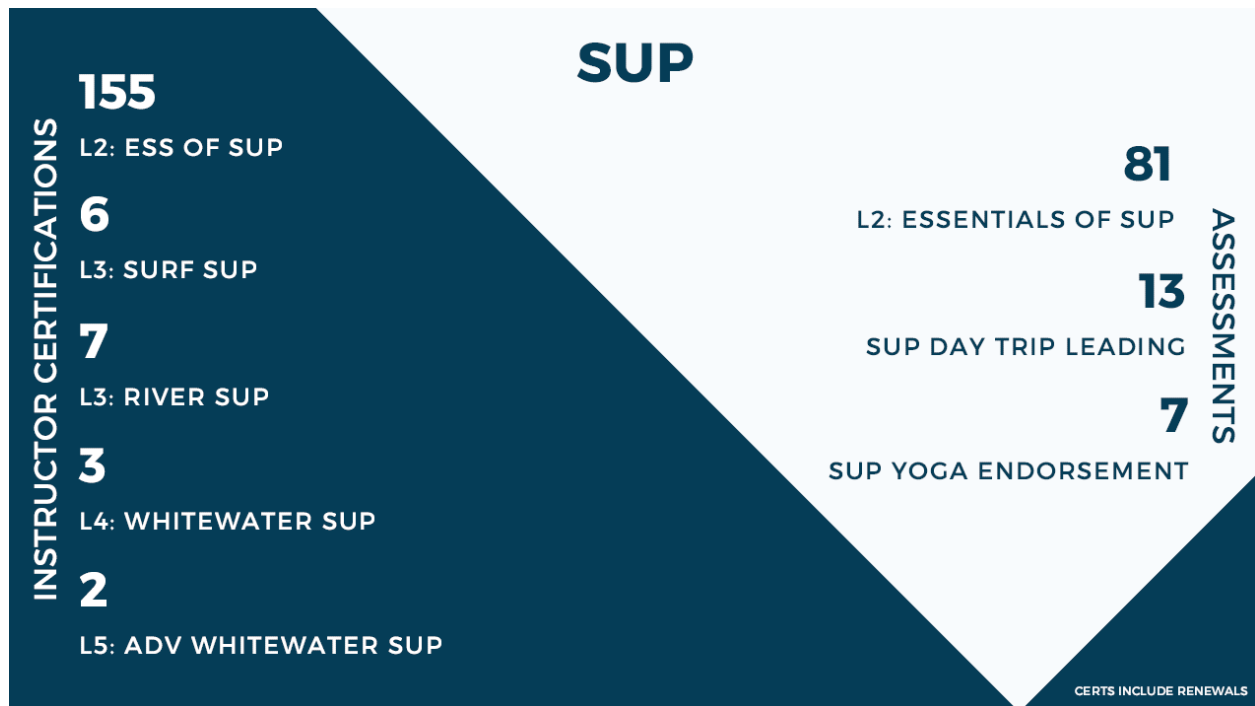 SUP
INSTRUCTOR CERTIFICATIONS
155
L2: ESS OF SUP
6
L3: SURF SUP
7
L3: RIVER SUP
3
L4: WHITEWATER SUP
2
L5: ADV WHITEWATER SUP
ASSESSMENTS
81
L2: ESSENTIALS OF SUP
13
SUP DAY TRIP LEADING
7
SUP YOGA ENDORSEMENT
CERTS INCLUDE RENEWALS